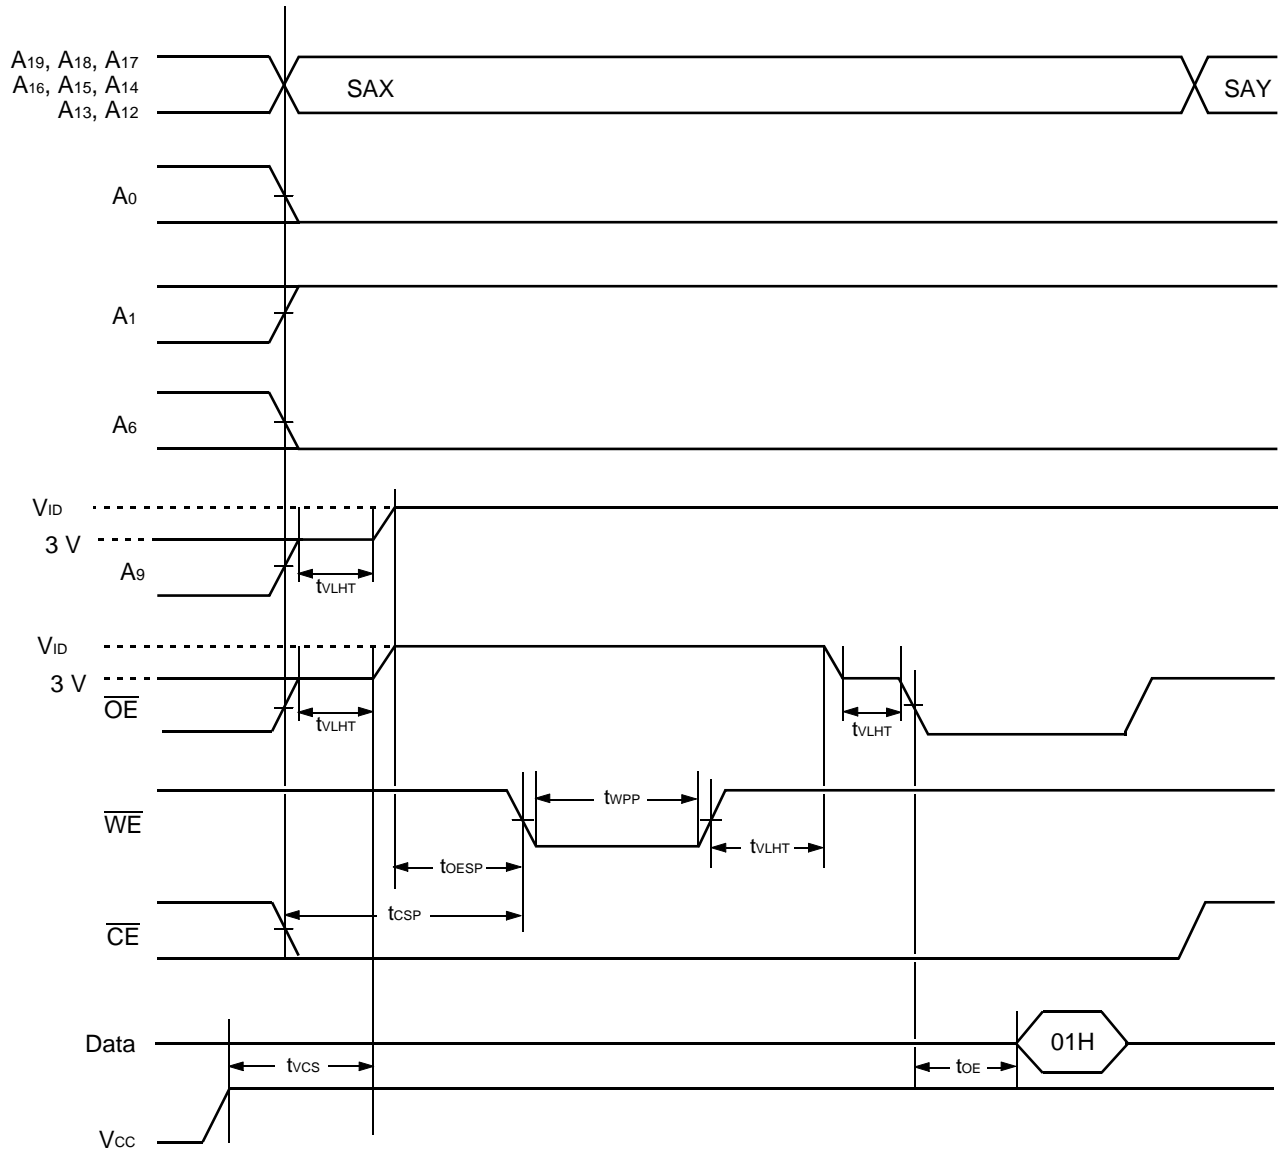 A19, A18, A17
A16, A15, A14
A13, A12
SAX
SAY
A0
A1
A6
VID
3 V
A9
tVLHT
VID
3 V
OE
tVLHT
tVLHT
WE
tWPP
tOESP
tVLHT
tCSP
CE
Data
01H
tVCS
tOE
VCC